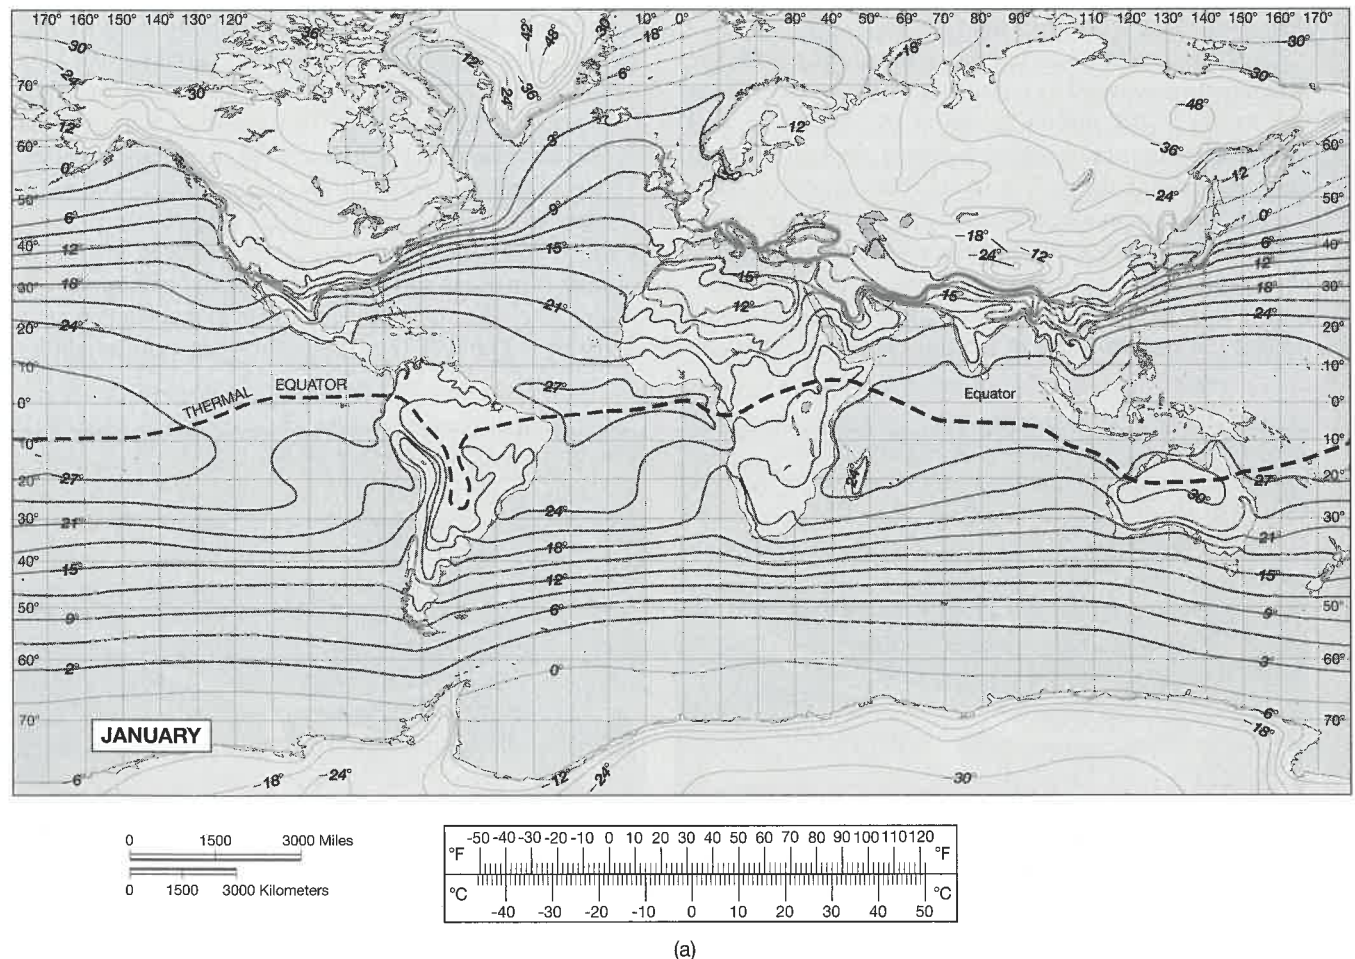 170° 160° 150° 140° 130° 120° 10° 0° 30° 40° 50° 60° 70° 80° 90° 110 120° 130° 140° 150° 160° 170°
-36° -42° -48° -30° -18° -18°
-30° -30°
-24° -12° -6° -30°
70° -30° -24° -36° -48° 70°
-12° -12°
60° 3° -36° 60°
0° -24° -12°
50° 9° 50°
6° 0°
40° 12 15° -18° -12° 6° 40
-24° 12
30° 18° 15° 15 18° 30°
21° 12°
20° 24° 24° 20°
10° 10°
THERMAL EQUATOR 27° Equator
0° 0°
10° 10°
27° 24° 27° 20°
20° 30°
30° 21° 24° 30°
18° 21°
40° 15° 12° 15° 40°
50° 9° 6° 9° 50°
60° 2° 0° 3° 60°
70° -6° 70°
JANUARY -18°
-6° -18° -24° -12° -24° -30°
0 1500 3000 Miles
0 1500 3000 Kilometers
-50 -40 -30 -20 -10 0 10 20 30 40 50 60 70 80 90 100 110 120
°F °F
°C °C
-40 -30 -20 -10 0 10 20 30 40 50
(a)